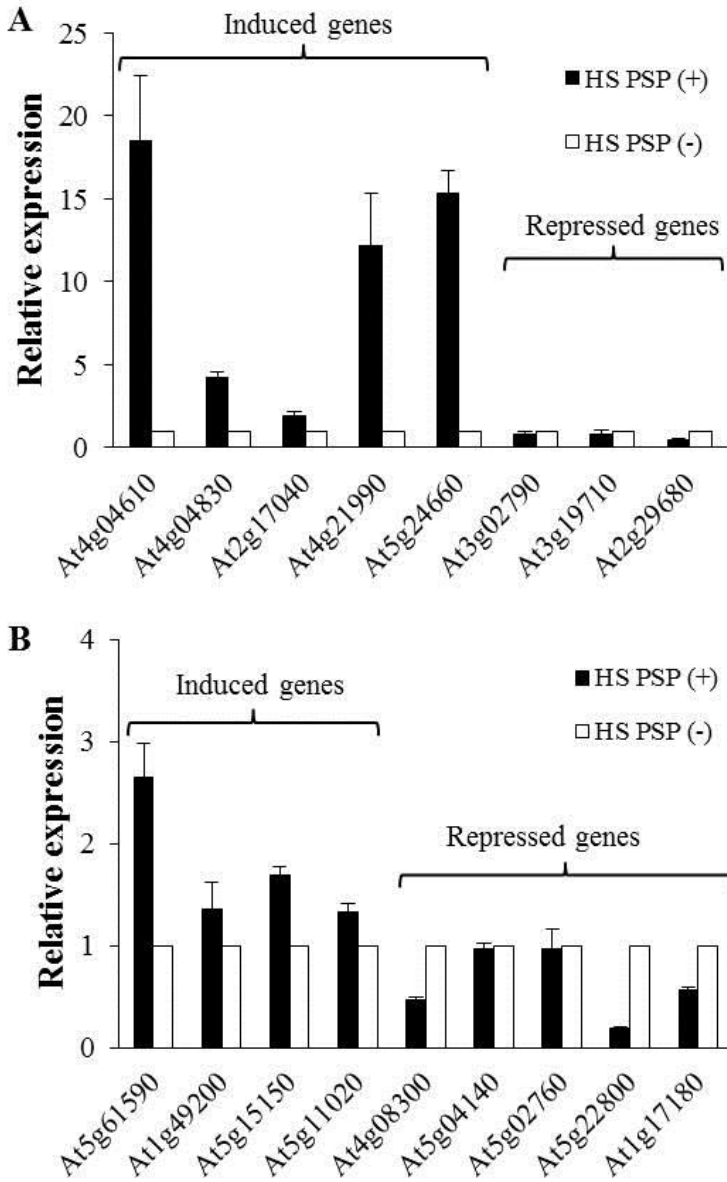 A
Induced genes
25
20
15
10
5
0
Relative expression
HS PSP (+)
HS PSP (-)
Repressed genes
At4g04610
At4g04830
At2g17040
At4g21990
At5g24660
At3g02790
At3g19710
At2g29680
B
Induced genes
4
3
2
1
0
Relative expression
HS PSP (+)
HS PSP (-)
Repressed genes
At5g61590
At1g49200
At5g15150
At5g11020
At4g08300
At5g04140
At5g02760
At5g22800
At1g17180